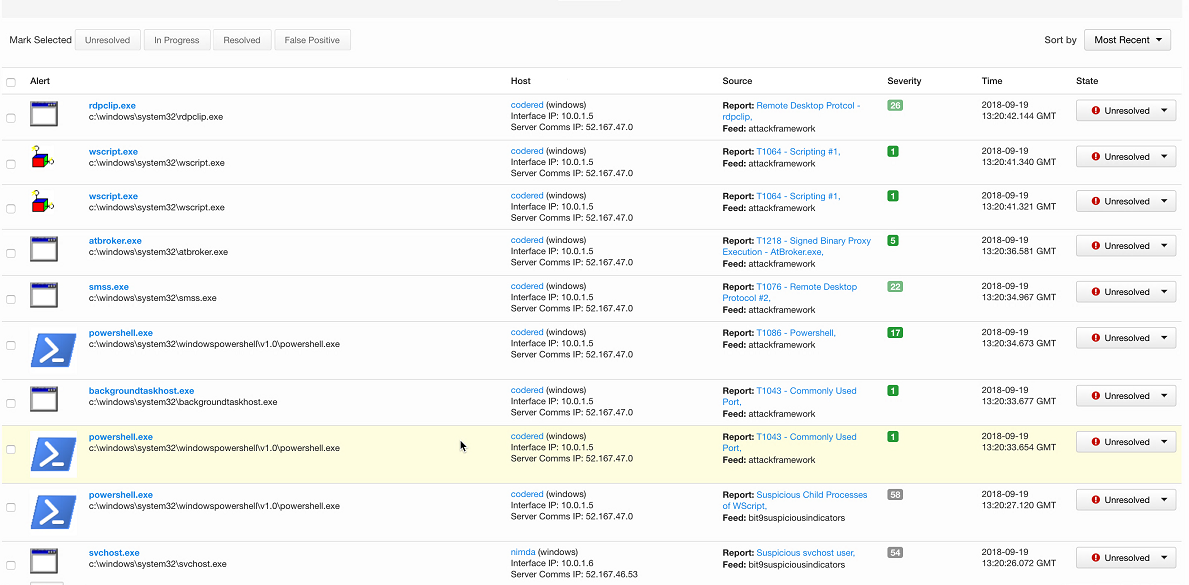 Mark Selected Unresolved In Progress Resolved False Positive Sort by Most Recent
Alert Host Source Severity Time State
rdpclip.exe codered (windows) Report: Remote Desktop Protcol - 26 2018-09-19 Unresolved
c:\windows\system32\rdpclip.exe Interface IP: 10.0.1.5 rdpclip, 13:20:42.144 GMT
Server Comms IP: 52.167.47.0 Feed: attackframework
wscript.exe codered (windows) Report: T1064 - Scripting #1, 1 2018-09-19 Unresolved
c:\windows\system32\wscript.exe Interface IP: 10.0.1.5 Feed: attackframework 13:20:41.340 GMT
Server Comms IP: 52.167.47.0
wscript.exe codered (windows) Report: T1064 - Scripting #1, 1 2018-09-19 Unresolved
c:\windows\system32\wscript.exe Interface IP: 10.0.1.5 Feed: attackframework 13:20:41.321 GMT
Server Comms IP: 52.167.47.0
atbroker.exe codered (windows) Report: T1218 - Signed Binary Proxy 5 2018-09-19 Unresolved
c:\windows\system32\atbroker.exe Interface IP: 10.0.1.5 Execution - AtBroker.exe, 13:20:36.581 GMT
Server Comms IP: 52.167.47.0 Feed: attackframework
smss.exe codered (windows) Report: T1076 - Remote Desktop 22 2018-09-19 Unresolved
c:\windows\system32\smss.exe Interface IP: 10.0.1.5 Protocol #2, 13:20:34.967 GMT
Server Comms IP: 52.167.47.0 Feed: attackframework
powershell.exe codered (windows) Report: T1086 - Powershell, 17 2018-09-19 Unresolved
c:\windows\system32\windowspowershell\v1.0\powershell.exe Interface IP: 10.0.1.5 Feed: attackframework 13:20:34.673 GMT
Server Comms IP: 52.167.47.0
backgroundtaskhost.exe codered (windows) Report: T1043 - Commonly Used 1 2018-09-19 Unresolved
c:\windows\system32\backgroundtaskhost.exe Interface IP: 10.0.1.5 Port, 13:20:33.677 GMT
Server Comms IP: 52.167.47.0 Feed: attackframework
powershell.exe codered (windows) Report: T1043 - Commonly Used 1 2018-09-19 Unresolved
c:\windows\system32\windowspowershell\v1.0\powershell.exe Interface IP: 10.0.1.5 Port, 13:20:33.654 GMT
Server Comms IP: 52.167.47.0 Feed: attackframework
powershell.exe codered (windows) Report: Suspicious Child Processes 58 2018-09-19 Unresolved
c:\windows\system32\windowspowershell\v1.0\powershell.exe Interface IP: 10.0.1.5 of WScript, 13:20:27.120 GMT
Server Comms IP: 52.167.47.0 Feed: bit9suspiciousindicators
svchost.exe nimda (windows) Report: Suspicious svchost user, 54 2018-09-19 Unresolved
c:\windows\system32\svchost.exe Interface IP: 10.0.1.6 Feed: bit9suspiciousindicators 13:20:26.072 GMT
Server Comms IP: 52.167.46.53